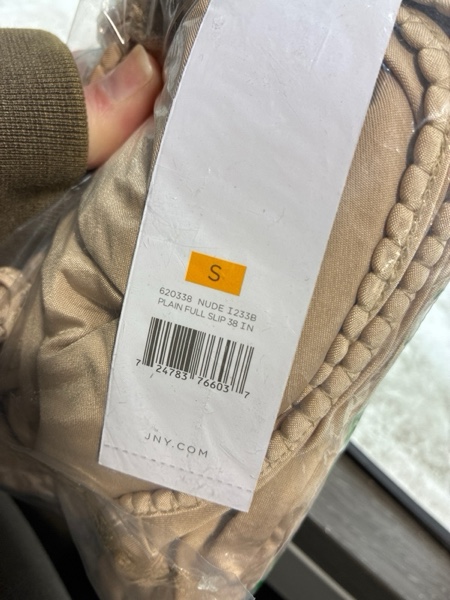 S
620338 NUDE I233B
PLAIN FULL SLIP 38 IN
7 24783 76603 7
JNY.COM